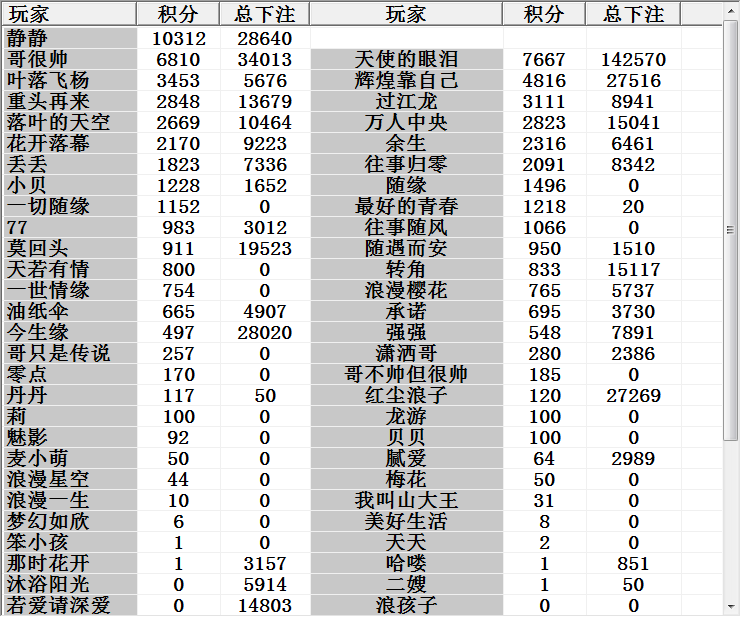 玩家 积分 总下注 玩家 积分 总下注
静静 10312 28640
哥很帅 6810 34013 天使的眼泪 7667 142570
叶落飞杨 3453 5676 辉煌靠自己 4816 27516
重头再来 2848 13679 过江龙 3111 8941
落叶的天空 2669 10464 万人中央 2823 15041
花开落幕 2170 9223 余生 2316 6461
丢丢 1823 7336 往事归零 2091 8342
小贝 1228 1652 随缘 1496 0
一切随缘 1152 0 最好的青春 1218 20
77 983 3012 往事随风 1066 0
莫回头 911 19523 随遇而安 950 1510
天若有情 800 0 转角 833 15117
一世情缘 754 0 浪漫樱花 765 5737
油纸伞 665 4907 承诺 695 3730
今生缘 497 28020 强强 548 7891
哥只是传说 257 0 潇洒哥 280 2386
零点 170 0 哥不帅但很帅 185 0
丹丹 117 50 红尘浪子 120 27269
莉 100 0 龙游 100 0
魅影 92 0 贝贝 100 0
麦小萌 50 0 腻爱 64 2989
浪漫星空 44 0 梅花 50 0
浪漫一生 10 0 我叫山大王 31 0
梦幻如欣 6 0 美好生活 8 0
笨小孩 1 0 天天 2 0
那时花开 1 3157 哈喽 1 851
沐浴阳光 0 5914 二嫂 1 50
若爱请深爱 0 14803 浪孩子 0 0